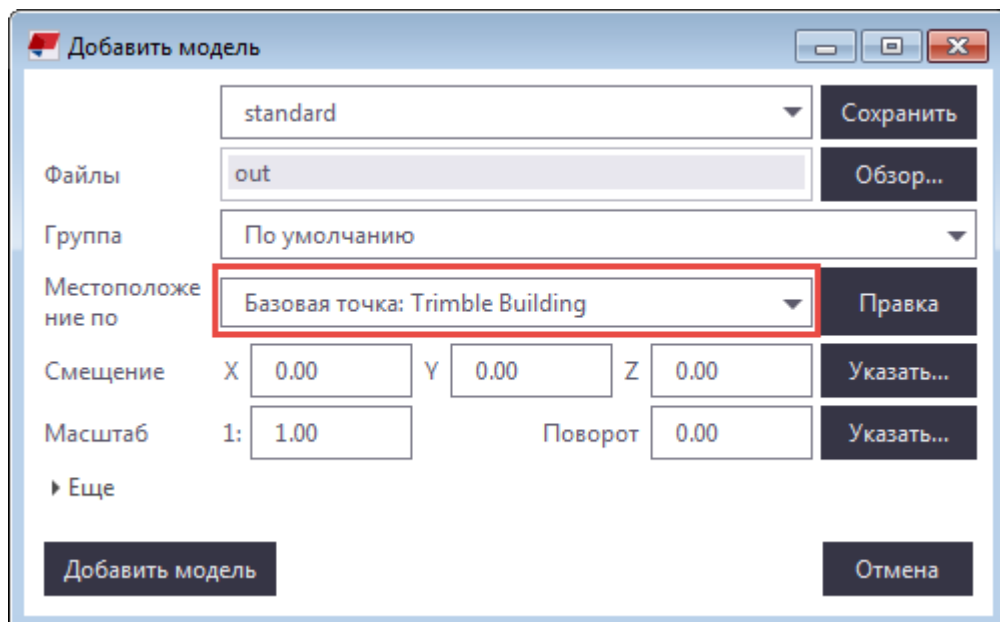 Добавить модель
standard
Сохранить
Файлы
out
Обзор...
Группа
По умолчанию
Местоположе
ние по
Базовая точка: Trimble Building
Правка
Смещение X 0.00 Y 0.00 Z 0.00 Указать...
Масштаб 1: 1.00 Поворот 0.00 Указать...
Еще
Добавить модель
Отмена